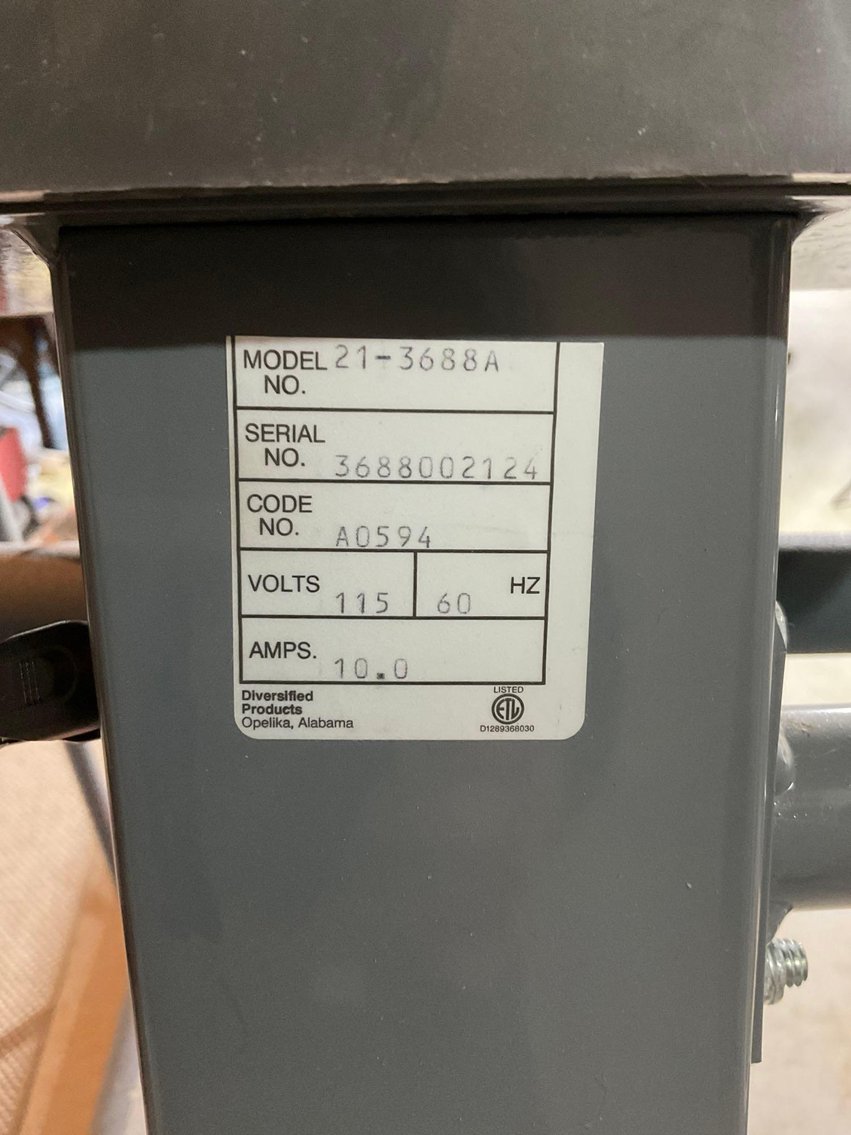 MODEL NO. 21-3688A
SERIAL NO. 3688002124
CODE NO. A0594
VOLTS 115 60 HZ
AMPS. 10.0
Diversified
Products
Opelika, Alabama
LISTED
ETL
D1289368030